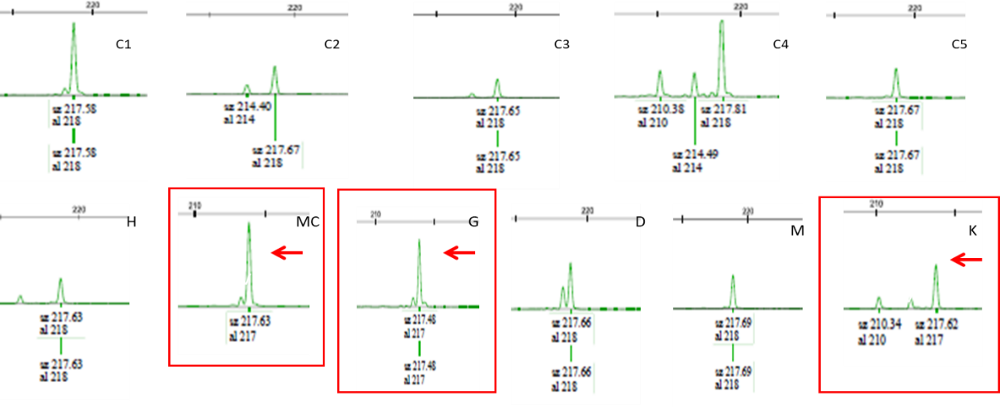 220
C1
sz 217.58
al 218
sz 217.58
al 218
220
C2
sz 214.40
al 214
sz 217.67
al 218
220
C3
sz 217.65
al 218
sz 217.65
al 218
220
C4
sz 210.38
al 210
sz 217.81
al 218
sz 214.49
al 214
220
C5
sz 217.67
al 218
sz 217.67
al 218
220
H
sz 217.63
al 218
sz 217.63
al 218
210
MC
sz 217.63
al 217
210
G
sz 217.48
al 217
sz 217.48
al 217
220
D
sz 217.66
al 218
sz 217.66
al 218
220
M
sz 217.69
al 218
sz 217.69
al 218
210
K
sz 210.34
al 210
sz 217.62
al 217